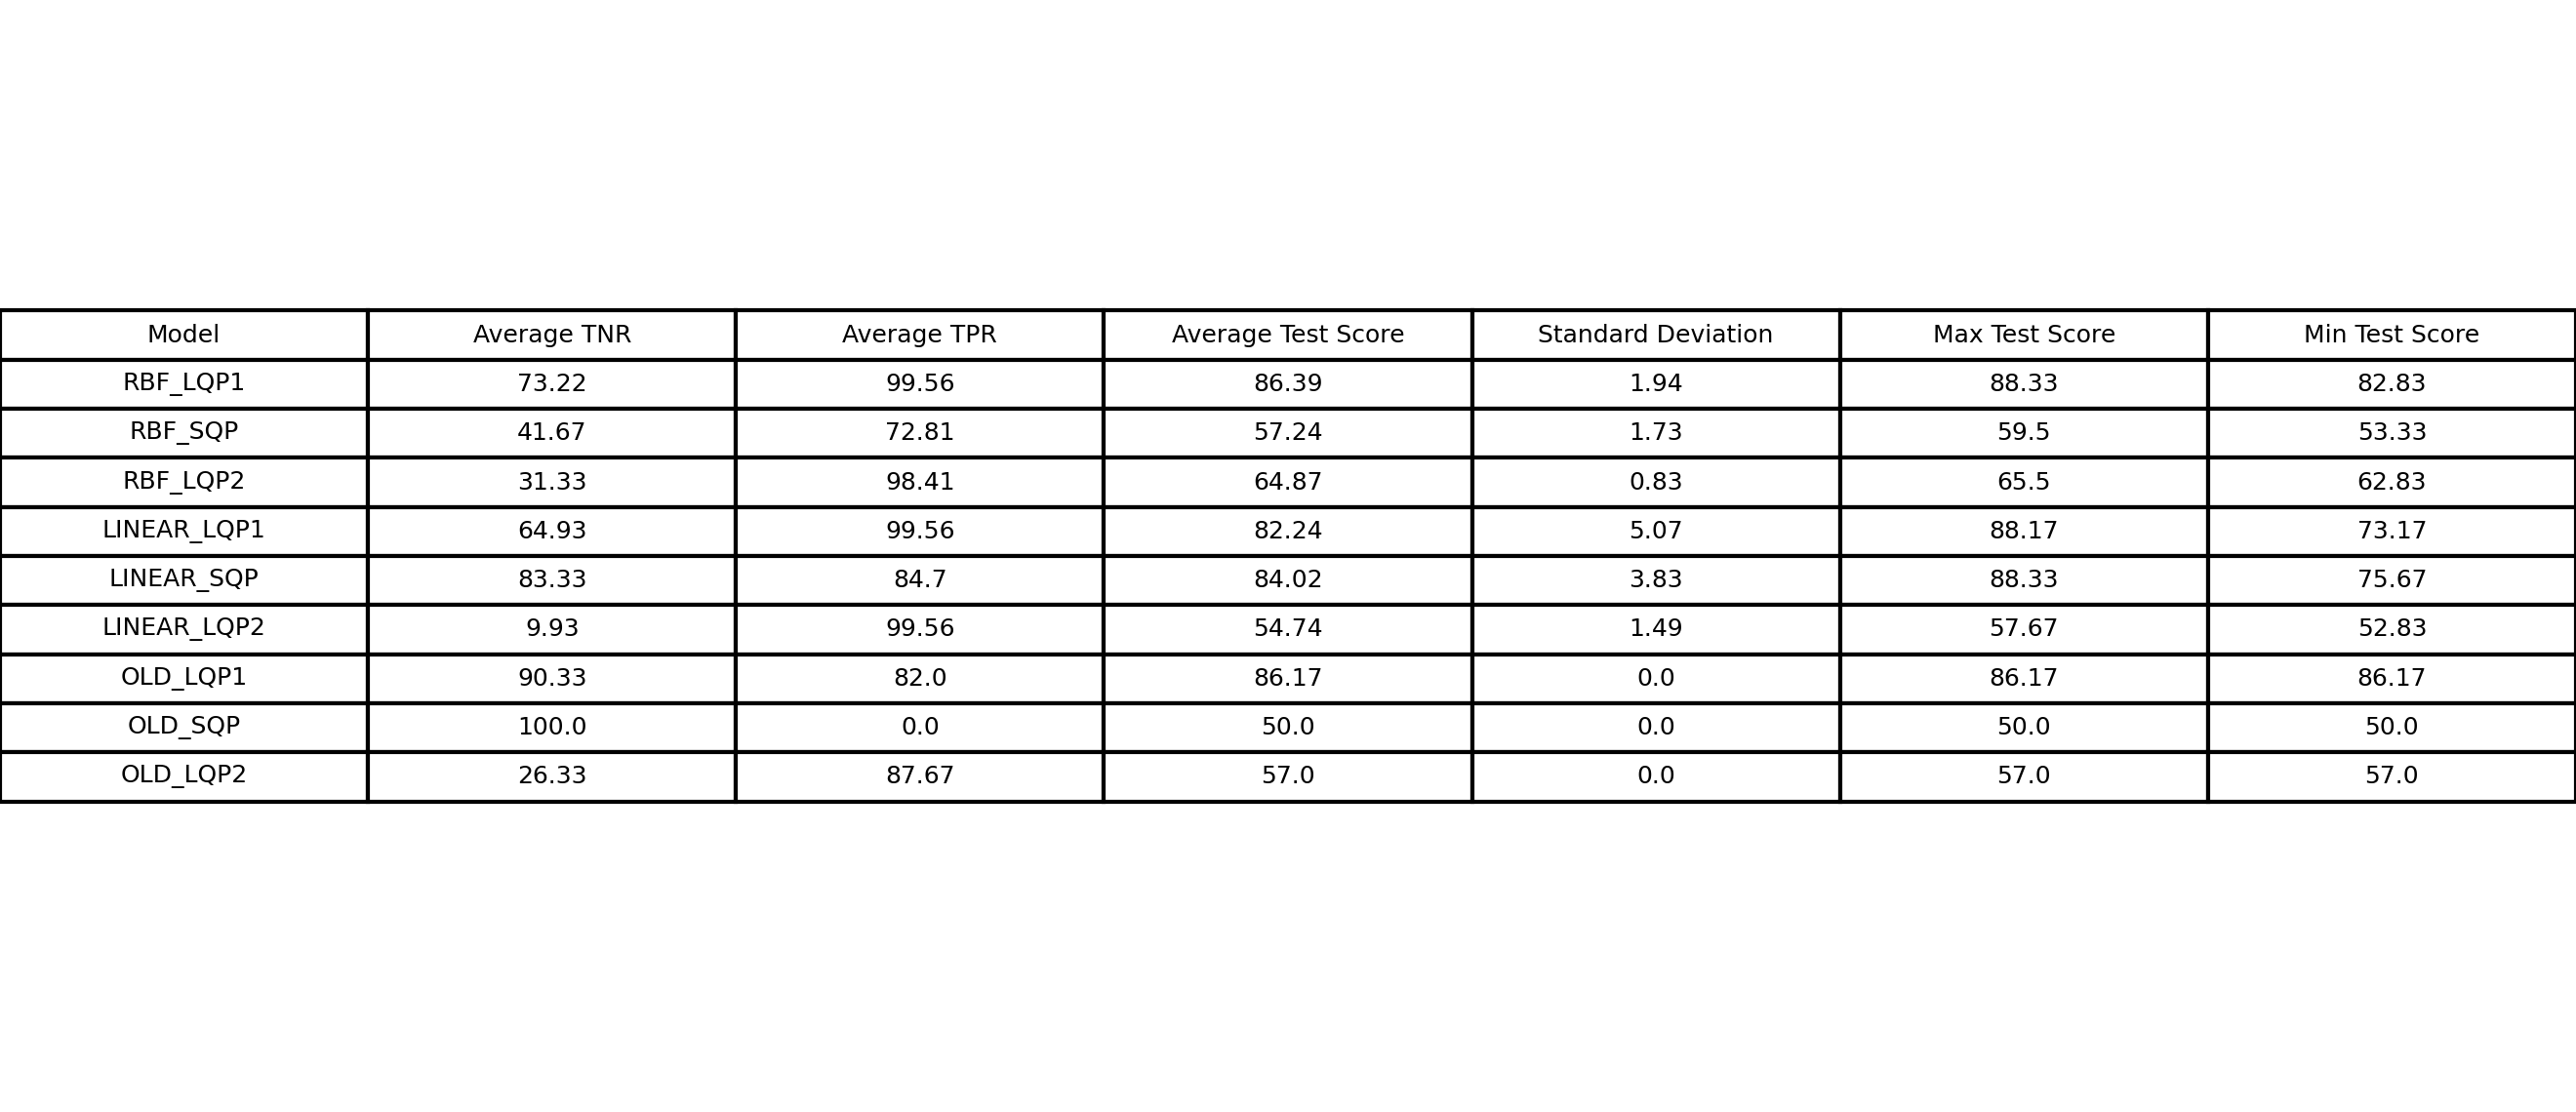 Model Average TNR Average TPR Average Test Score Standard Deviation Max Test Score Min Test Score
RBF_LQP1 73.22 99.56 86.39 1.94 88.33 82.83
RBF_SQP 41.67 72.81 57.24 1.73 59.5 53.33
RBF_LQP2 31.33 98.41 64.87 0.83 65.5 62.83
LINEAR_LQP1 64.93 99.56 82.24 5.07 88.17 73.17
LINEAR_SQP 83.33 84.7 84.02 3.83 88.33 75.67
LINEAR_LQP2 9.93 99.56 54.74 1.49 57.67 52.83
OLD_LQP1 90.33 82.0 86.17 0.0 86.17 86.17
OLD_SQP 100.0 0.0 50.0 0.0 50.0 50.0
OLD_LQP2 26.33 87.67 57.0 0.0 57.0 57.0